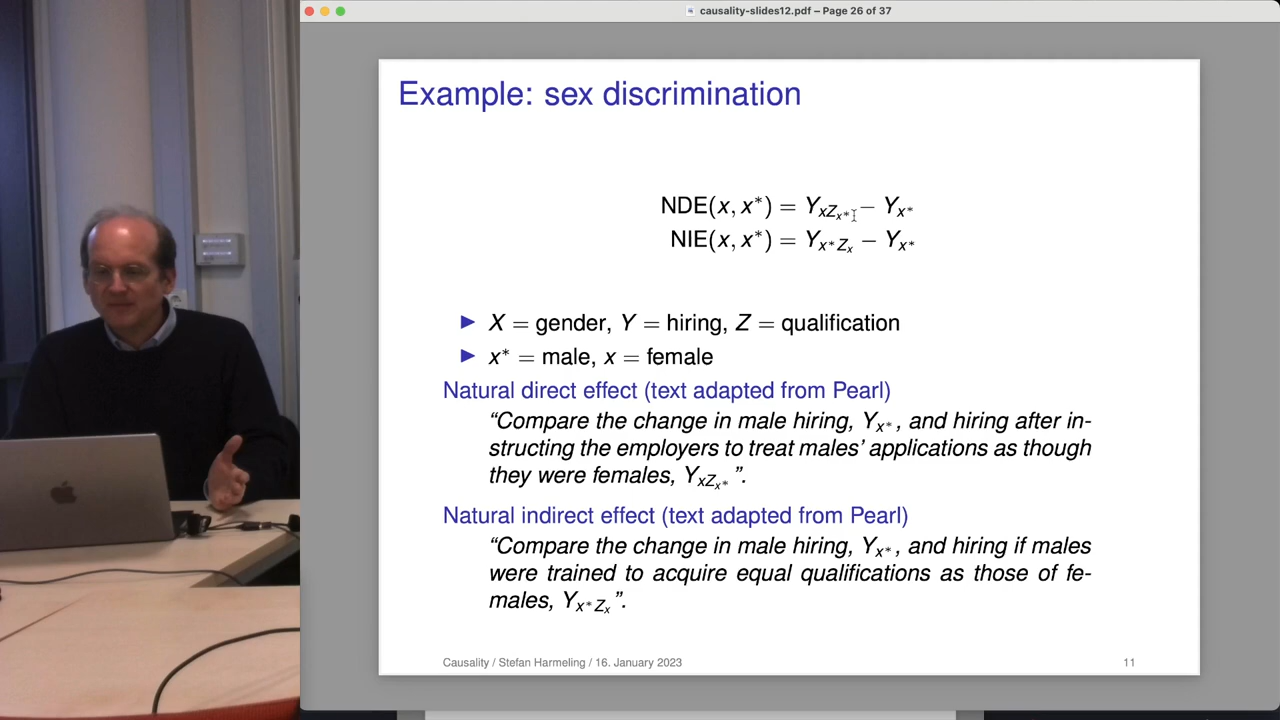 causality-slides12.pdf – Page 26 of 37
Example: sex discrimination
NDE(x, x*) = Y_{xZ_{x*}} − Y_{x*}
NIE(x, x*) = Y_{x*Z_x} − Y_{x*}
► X = gender, Y = hiring, Z = qualification
► x* = male, x = female
Natural direct effect (text adapted from Pearl)
“Compare the change in male hiring, Y_{x*}, and hiring after in-
structing the employers to treat males’ applications as though
they were females, Y_{xZ_{x*}}”.
Natural indirect effect (text adapted from Pearl)
“Compare the change in male hiring, Y_{x*}, and hiring if males
were trained to acquire equal qualifications as those of fe-
males, Y_{x*Z_x}”.
Causality / Stefan Harmeling / 16. January 2023
11